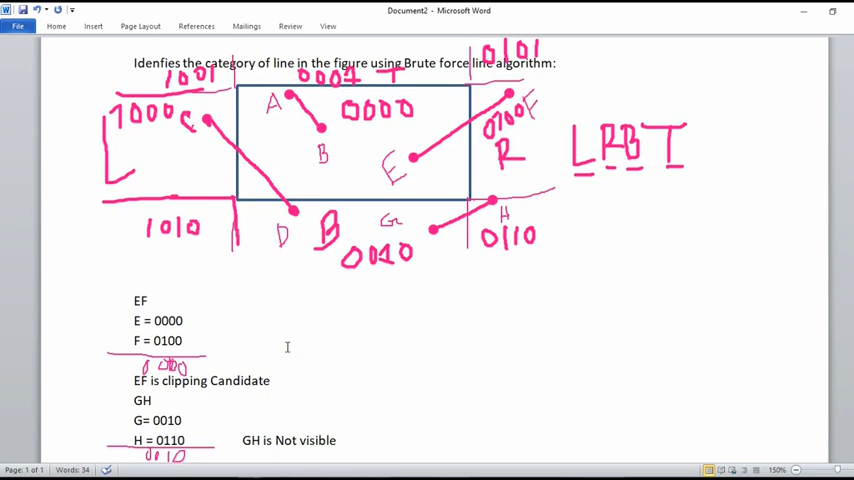 Document2 - Microsoft Word
File Home Insert Page Layout References Mailings Review View
Idenfies the category of line in the figure using Brute force line algorithm:
1001 0001 T 0101
1000 C A 0000 0100 F
L B E R L R B T
1010 D B G H
0010 0110
EF
E = 0000
F = 0100
0000
EF is clipping Candidate
GH
G= 0010
H = 0110 GH is Not visible
0010
Page: 1 of 1 Words: 34 150%